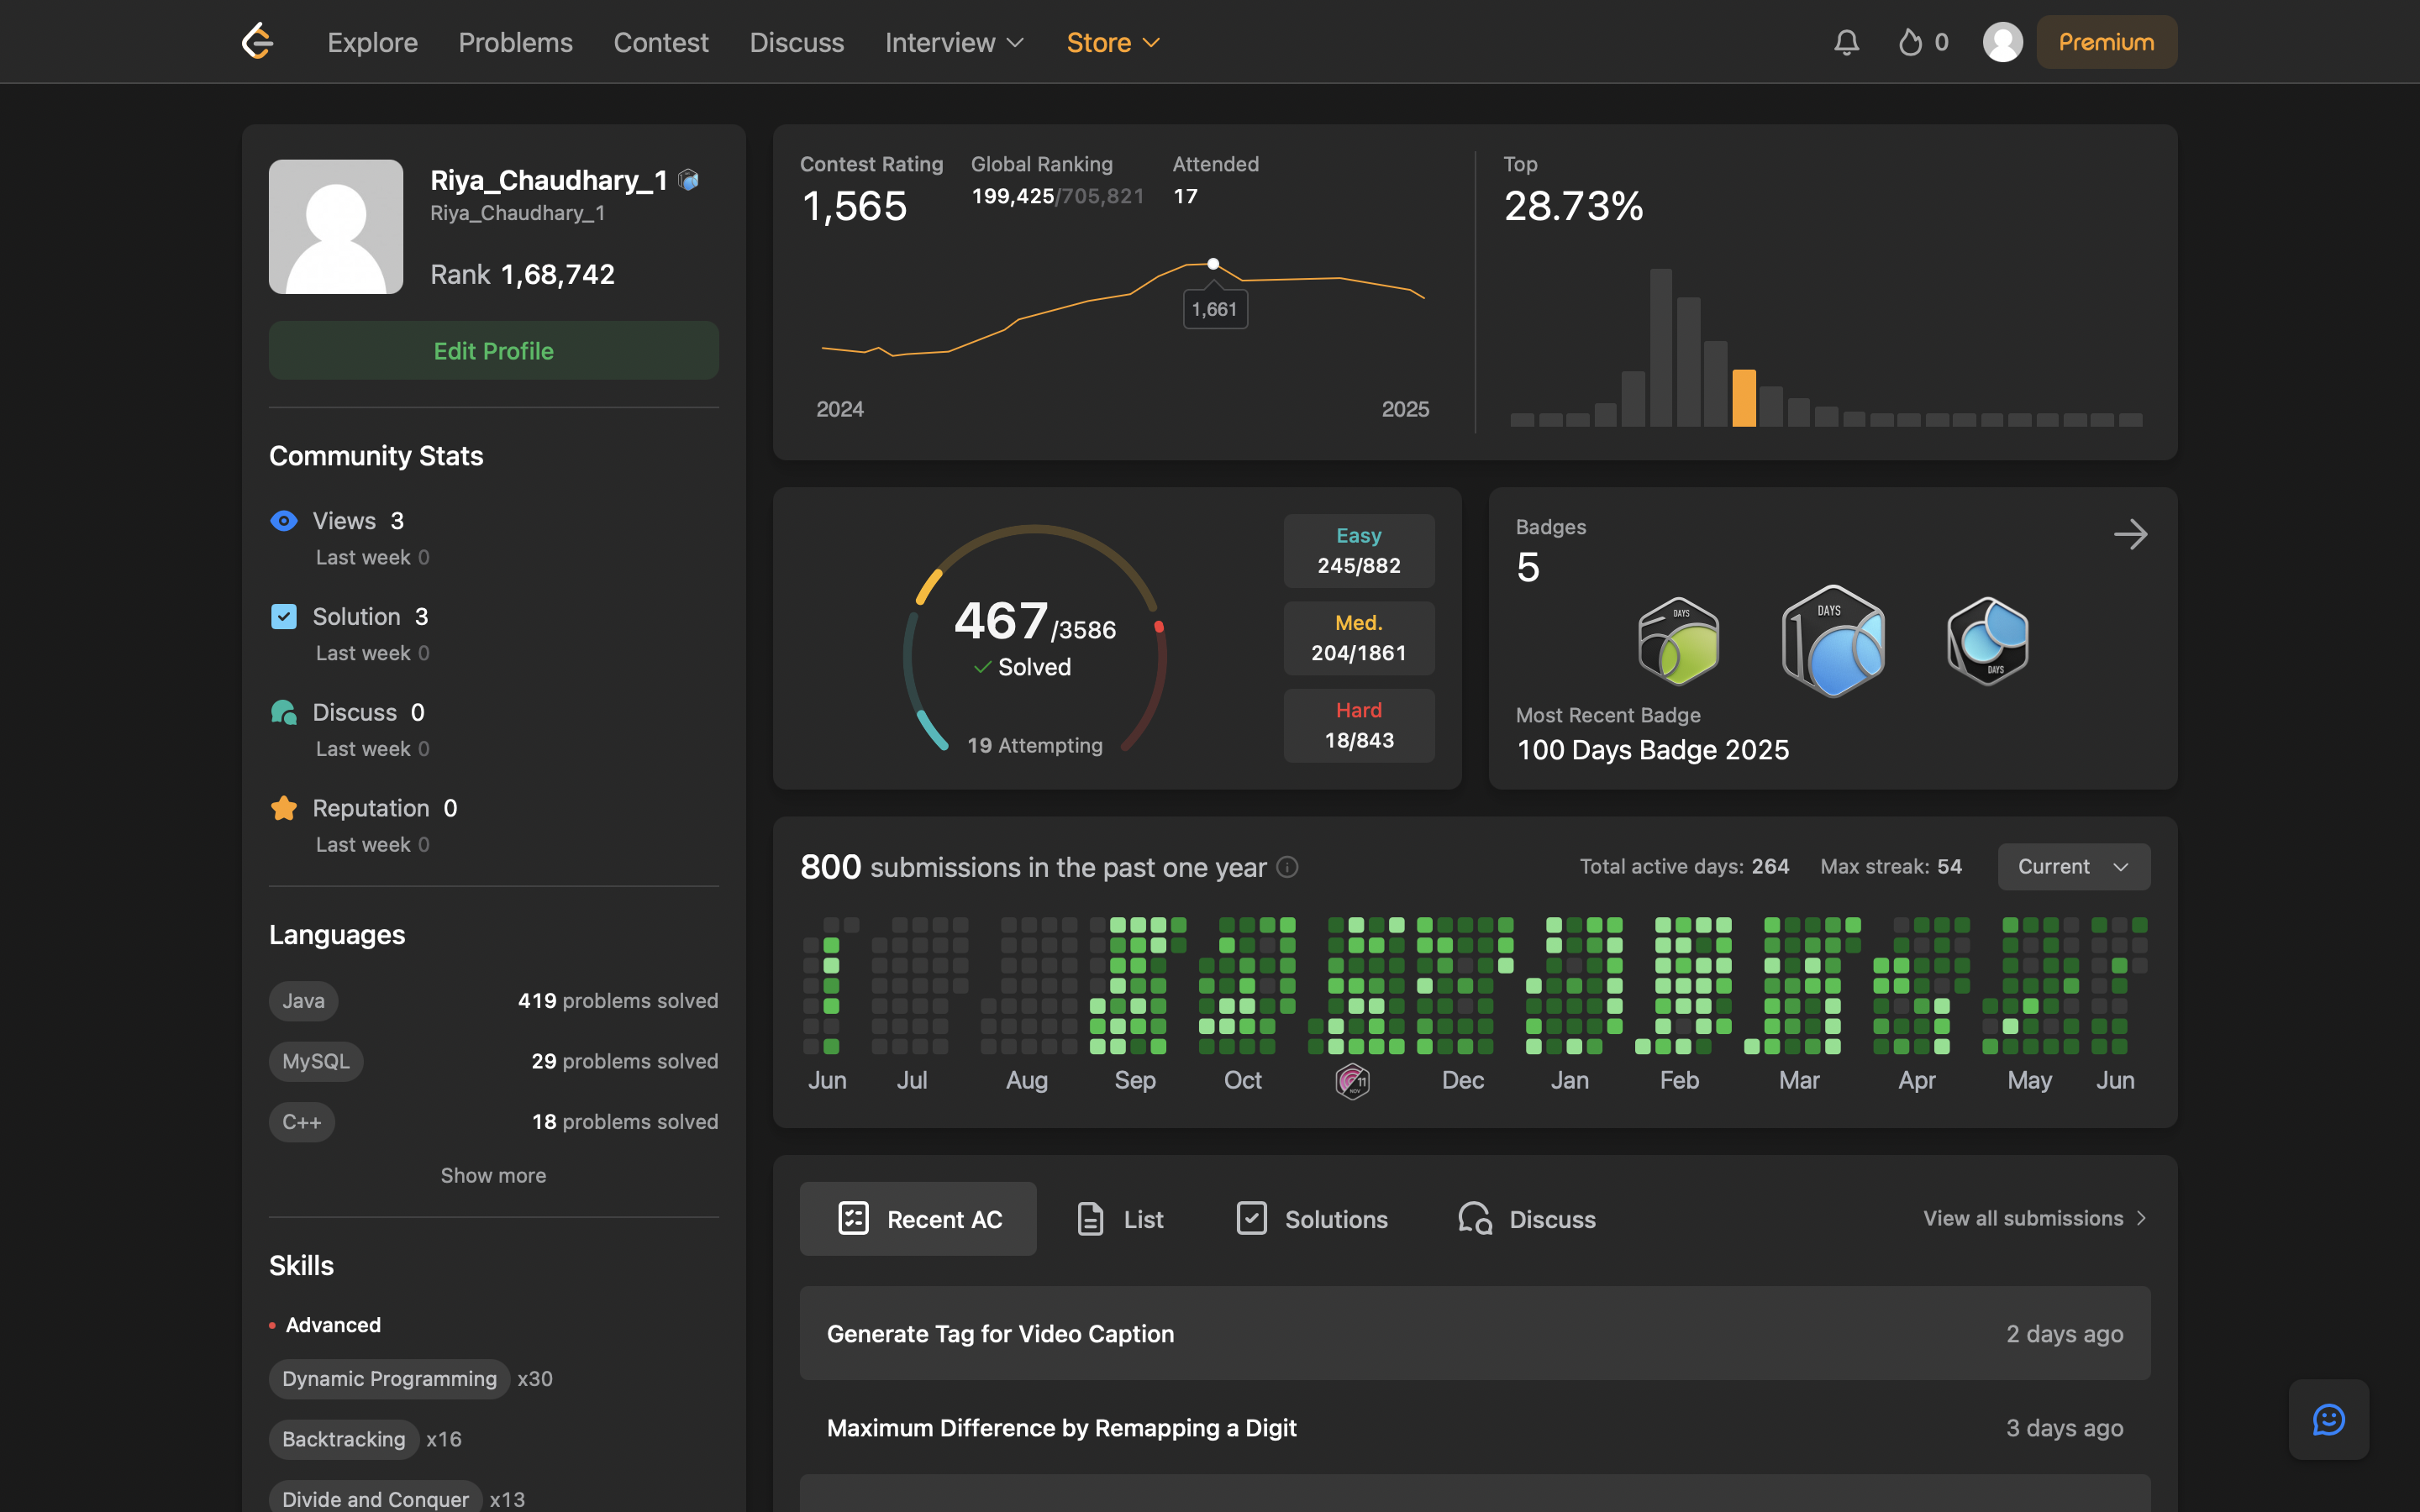 Explore Problems Contest Discuss Interview Store 0 Premium
Riya_Chaudhary_1
Riya_Chaudhary_1
Rank 1,68,742
Edit Profile
Community Stats
Views 3
Last week 0
Solution 3
Last week 0
Discuss 0
Last week 0
Reputation 0
Last week 0
Languages
Java 419 problems solved
MySQL 29 problems solved
C++ 18 problems solved
Show more
Skills
Advanced
Dynamic Programming x30
Backtracking x16
Divide and Conquer x13
Contest Rating Global Ranking Attended
1,565 199,425/705,821 17
1,661
2024 2025
Top
28.73%
467/3586
Solved
19 Attempting
Easy
245/882
Med.
204/1861
Hard
18/843
Badges
5
DAYS DAYS DAYS
Most Recent Badge
100 Days Badge 2025
800 submissions in the past one year Total active days: 264 Max streak: 54 Current
Jun Jul Aug Sep Oct 11 NOV Dec Jan Feb Mar Apr May Jun
Recent AC List Solutions Discuss View all submissions
Generate Tag for Video Caption 2 days ago
Maximum Difference by Remapping a Digit 3 days ago